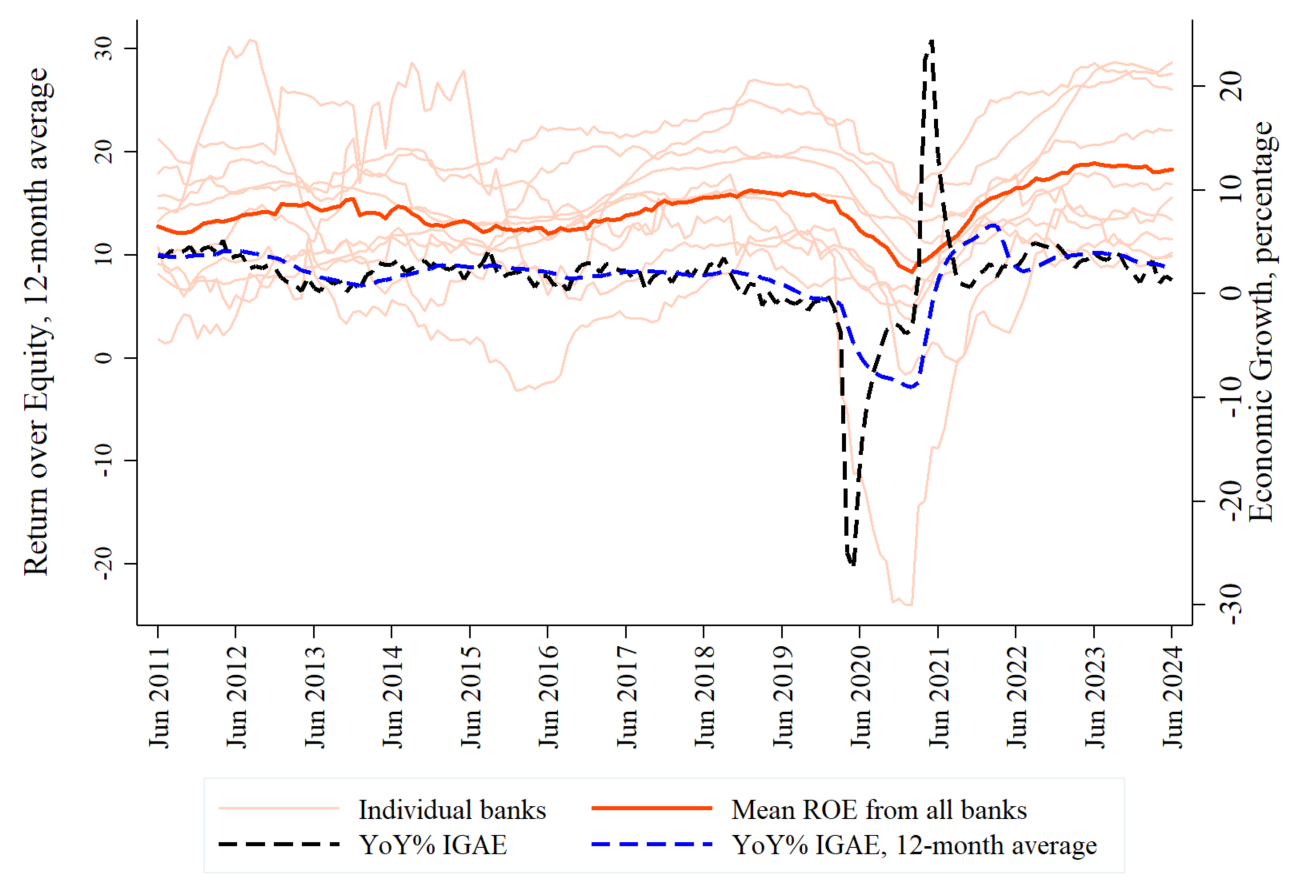 Return over Equity, 12-month average
30
20
10
0
-10
-20
Economic Growth, percentage
20
10
0
-10
-20
-30
Jun 2011
Jun 2012
Jun 2013
Jun 2014
Jun 2015
Jun 2016
Jun 2017
Jun 2018
Jun 2019
Jun 2020
Jun 2021
Jun 2022
Jun 2023
Jun 2024
Individual banks
Mean ROE from all banks
YoY% IGAE
YoY% IGAE, 12-month average